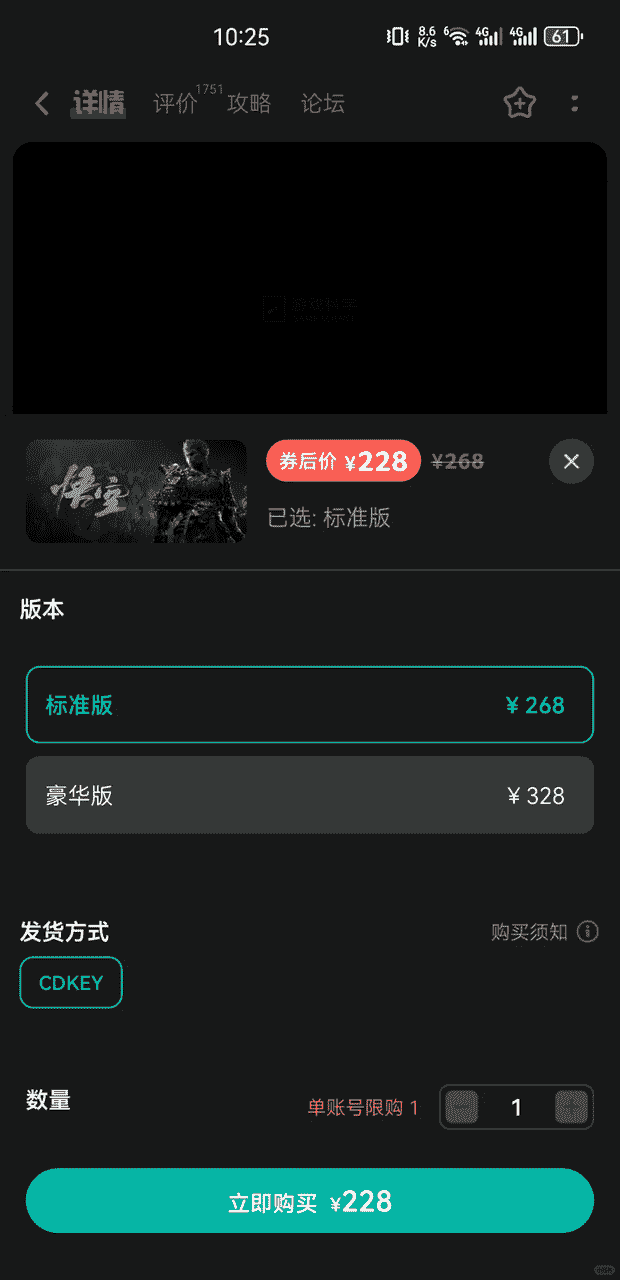 10:25
8.6 K/s 6 4G 4G 61
详情 评价 1751 攻略 论坛
悟空
券后价 ¥228 ¥268
已选: 标准版
版本
标准版 ¥ 268
豪华版 ¥ 328
发货方式 购买须知
CDKEY
数量 单账号限购 1 1
立即购买 ¥228